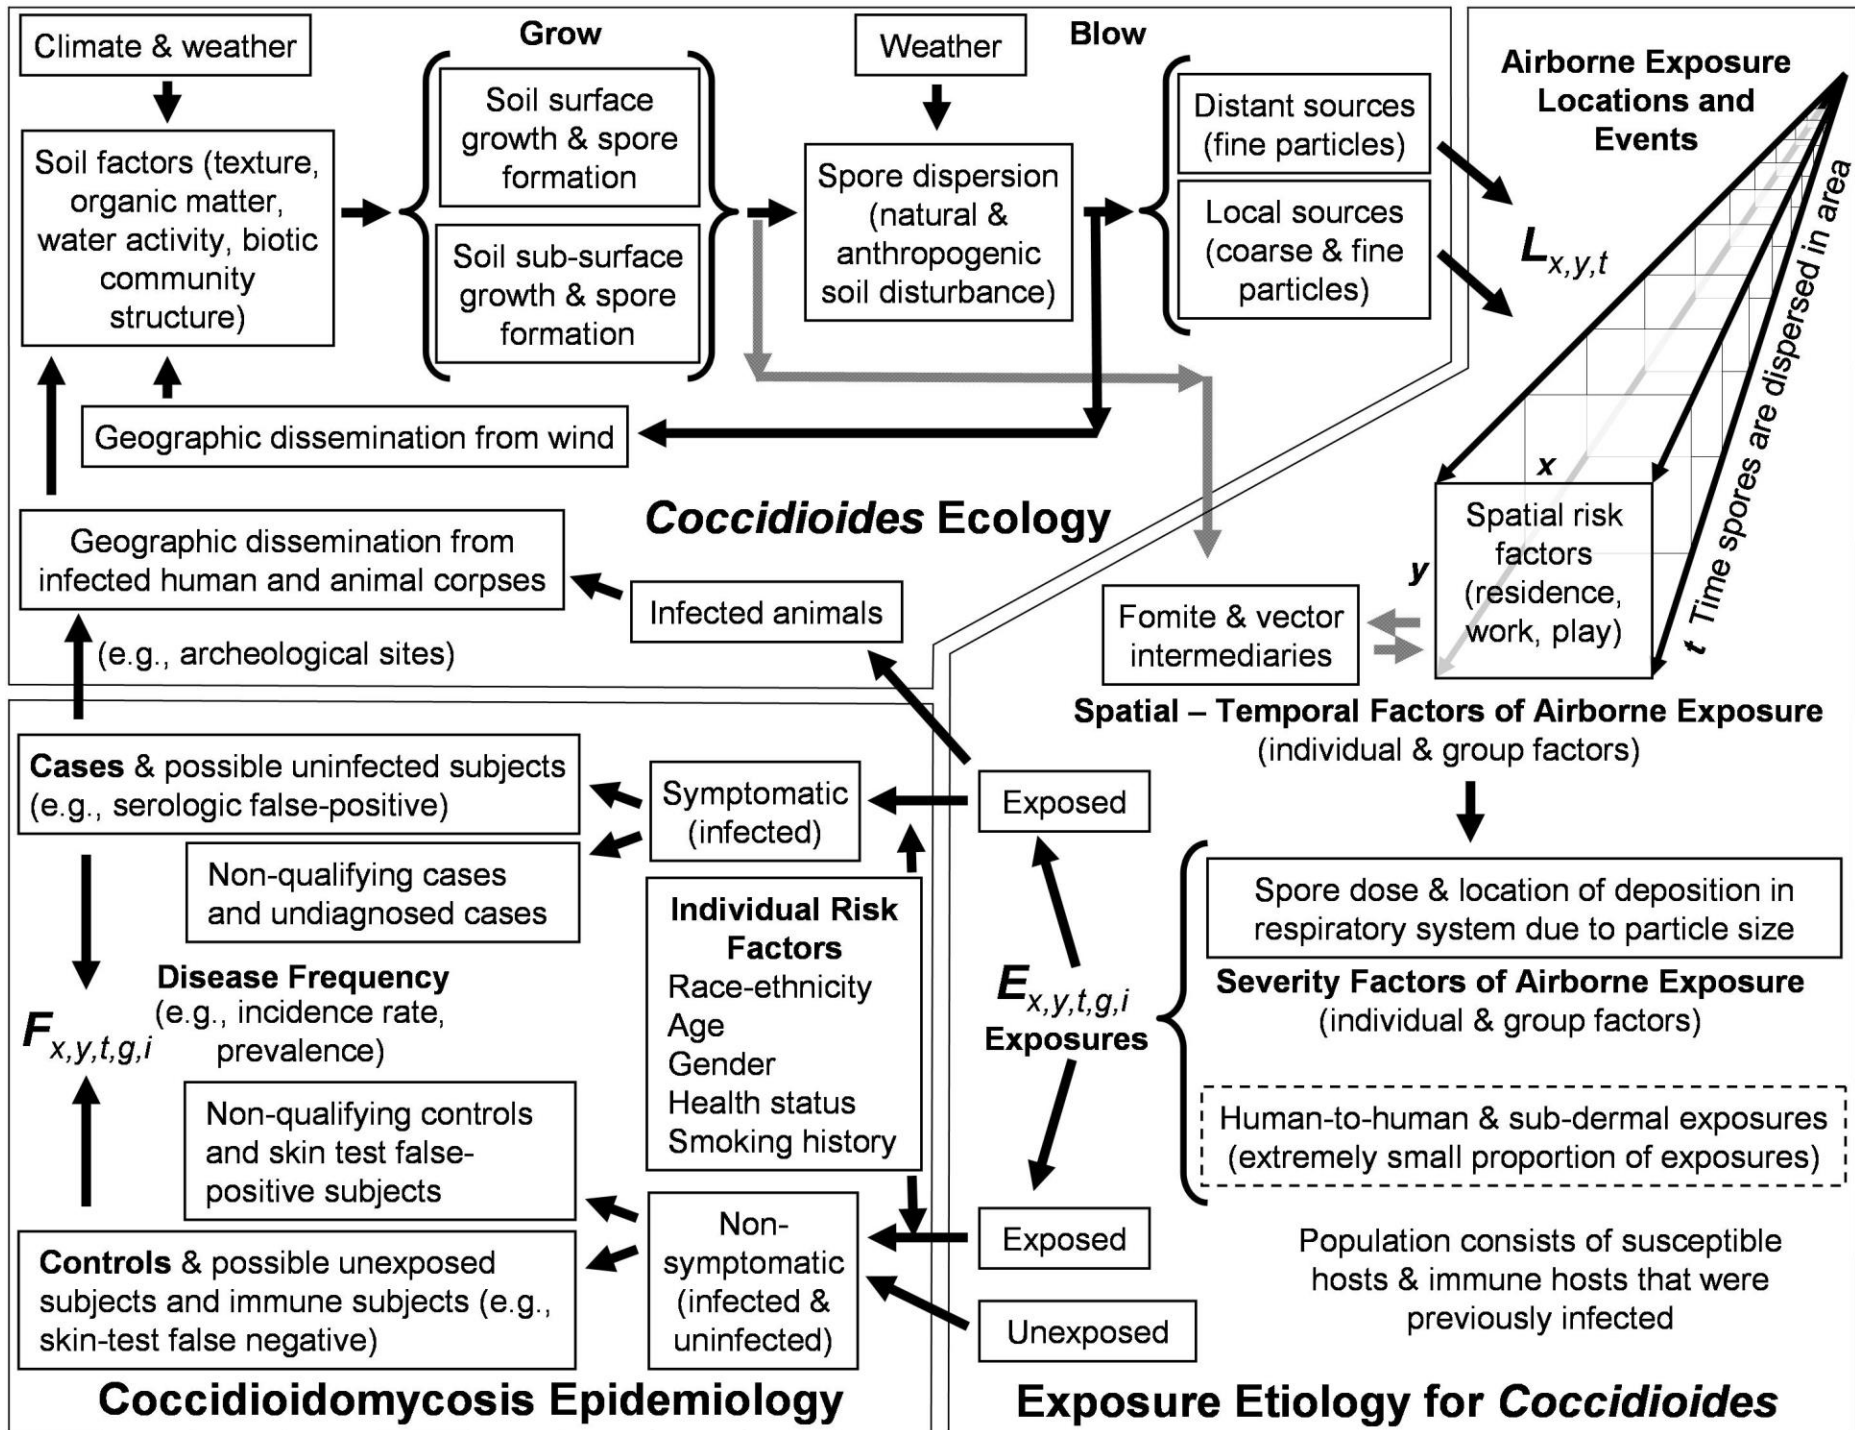 Climate & weather
Grow
Weather
Blow
Airborne Exposure
Locations and
Events
Soil factors (texture,
organic matter,
water activity, biotic
community
structure)
Soil surface
growth & spore
formation
Soil sub-surface
growth & spore
formation
Spore dispersion
(natural &
anthropogenic
soil disturbance)
Distant sources
(fine particles)
Local sources
(coarse & fine
particles)
L x,y,t
t Time spores are dispersed in area
Geographic dissemination from wind
Coccidioides Ecology
Geographic dissemination from
infected human and animal corpses
Infected animals
(e.g., archeological sites)
x
y
Spatial risk
factors
(residence,
work, play)
Fomite & vector
intermediaries
Spatial – Temporal Factors of Airborne Exposure
(individual & group factors)
Cases & possible uninfected subjects
(e.g., serologic false-positive)
Symptomatic
(infected)
Exposed
Non-qualifying cases
and undiagnosed cases
Individual Risk
Factors
Race-ethnicity
Age
Gender
Health status
Smoking history
Spore dose & location of deposition in
respiratory system due to particle size
Severity Factors of Airborne Exposure
(individual & group factors)
E x,y,t,g,i
Exposures
Disease Frequency
(e.g., incidence rate,
prevalence)
F x,y,t,g,i
Human-to-human & sub-dermal exposures
(extremely small proportion of exposures)
Non-qualifying controls
and skin test false-
positive subjects
Controls & possible unexposed
subjects and immune subjects (e.g.,
skin-test false negative)
Non-
symptomatic
(infected &
uninfected)
Exposed
Unexposed
Population consists of susceptible
hosts & immune hosts that were
previously infected
Coccidioidomycosis Epidemiology
Exposure Etiology for Coccidioides